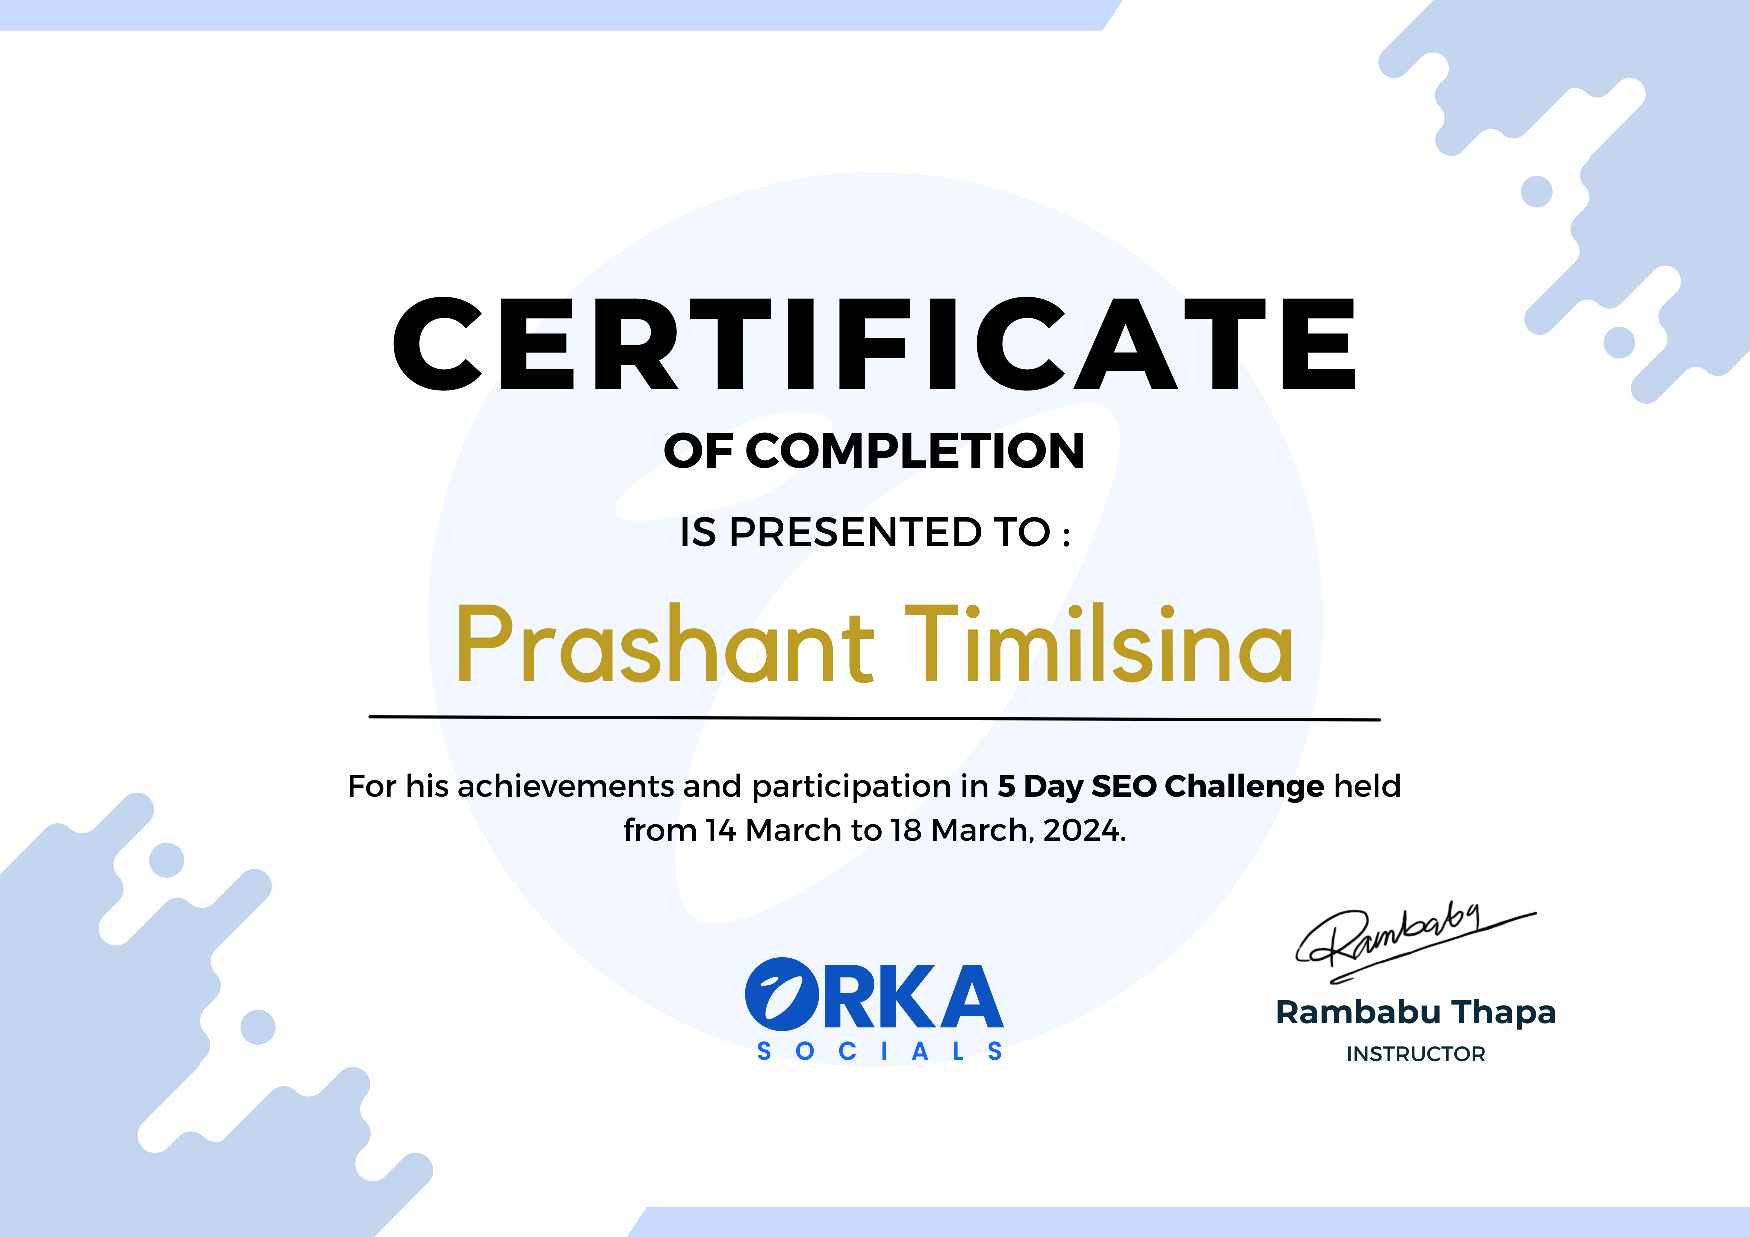 CERTIFICATE
OF COMPLETION
IS PRESENTED TO :
Prashant Timilsina
For his achievements and participation in 5 Day SEO Challenge held
from 14 March to 18 March, 2024.
Rambabu
ORKA
SOCIALS
Rambabu Thapa
INSTRUCTOR